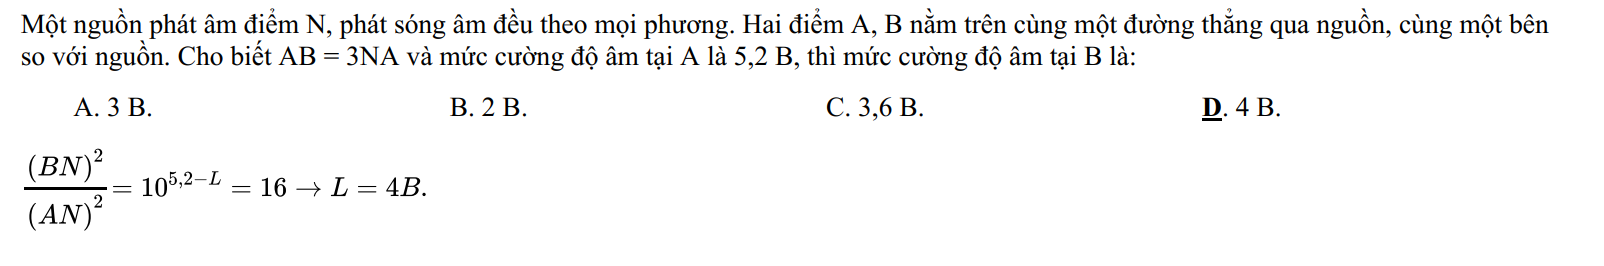 Một nguồn phát âm điểm N, phát sóng âm đều theo mọi phương. Hai điểm A, B nằm trên cùng một đường thẳng qua nguồn, cùng một bên
so với nguồn. Cho biết AB = 3NA và mức cường độ âm tại A là 5,2 B, thì mức cường độ âm tại B là:
A. 3 B. B. 2 B. C. 3,6 B. D. 4 B.
\frac{(BN)^2}{(AN)^2} = 10^{5,2-L} = 16 → L = 4B.